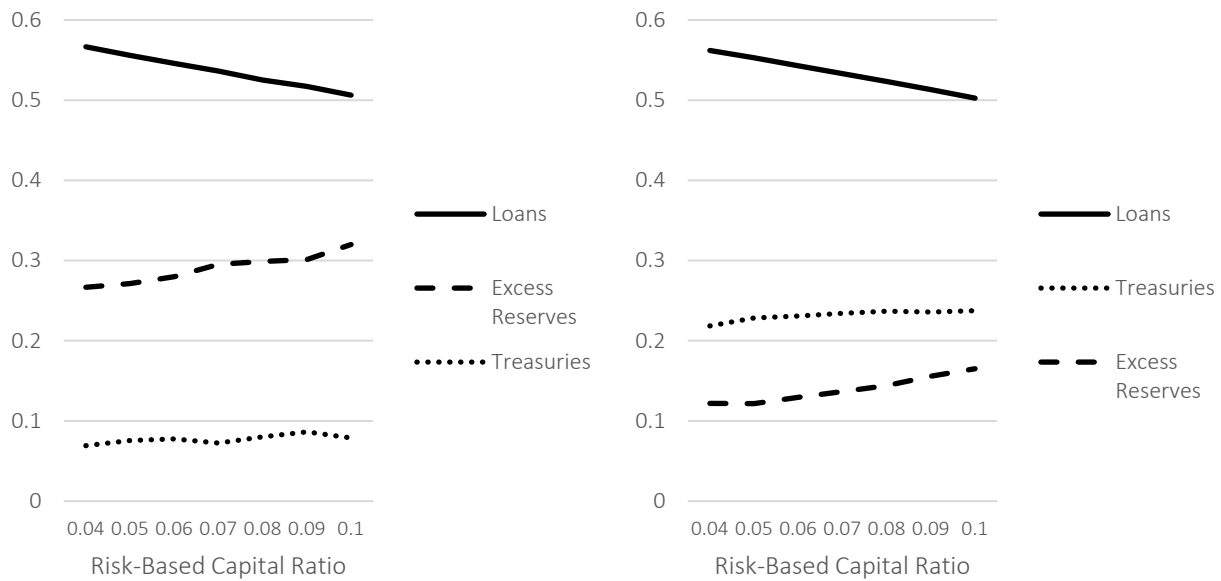 0.6
0.5
0.4
0.3
0.2
0.1
0
0.04 0.05 0.06 0.07 0.08 0.09 0.1
Risk-Based Capital Ratio
Loans
Excess
Reserves
Treasuries
0.6
0.5
0.4
0.3
0.2
0.1
0
0.04 0.05 0.06 0.07 0.08 0.09 0.1
Risk-Based Capital Ratio
Loans
Treasuries
Excess
Reserves